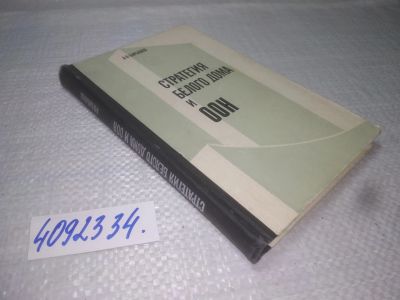 СТРАТЕГИЯ
БЕЛОГО ДОМА
И
ООН
СТРАТЕГИЯ БЕЛОГО ДОМА И ООН
4092334.